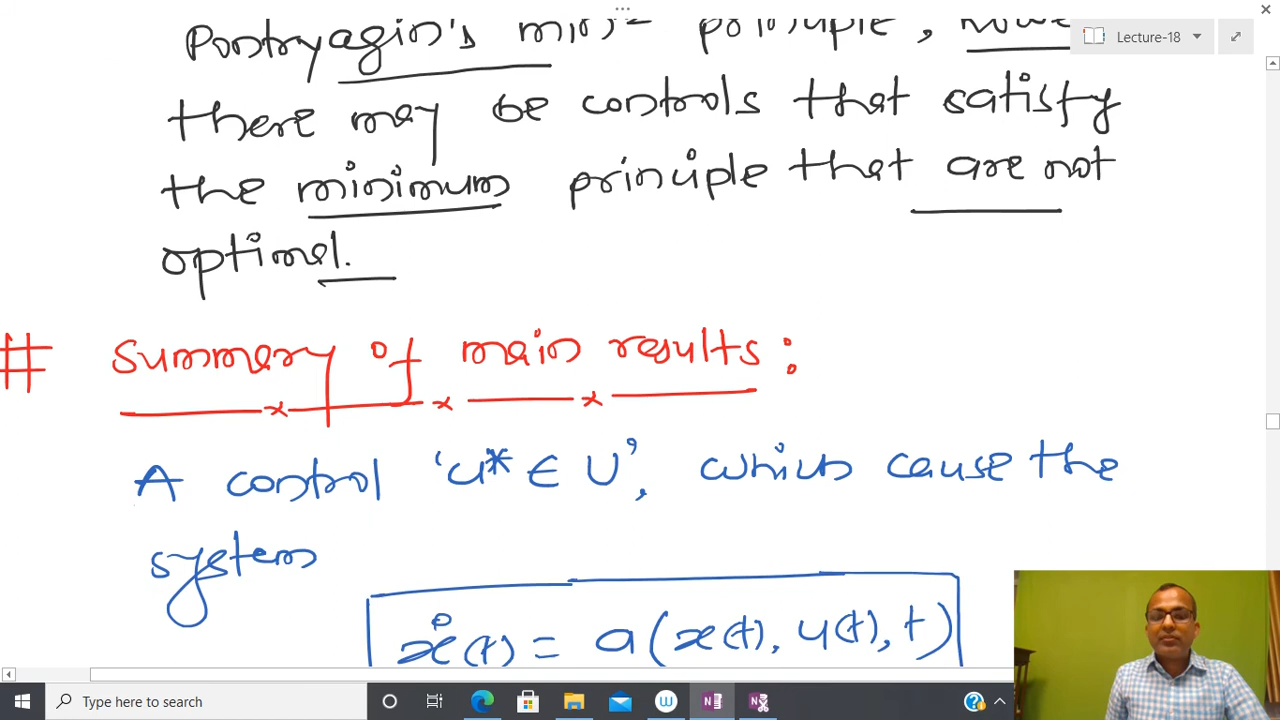 Lecture-18
Pontryagin's principle,
there may be controls that satisfy
the minimum principle that are not
optimal.
# Summary of main results:
A control 'u* ∈ U', which cause the
system
ẋ(t) = a(x(t), u(t), t)
Type here to search